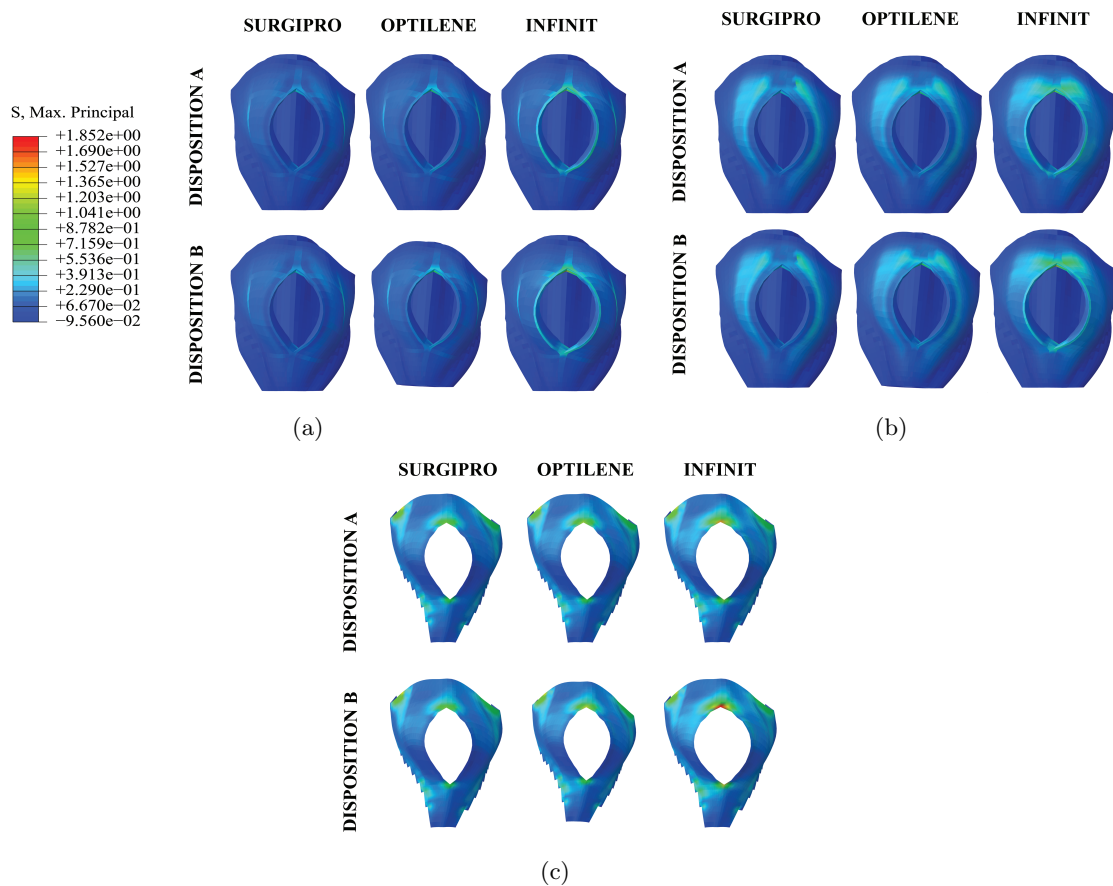 SURGIPRO OPTILENE INFINIT
DISPOSITION A
DISPOSITION B
S, Max. Principal
+1.852e+00
+1.690e+00
+1.527e+00
+1.365e+00
+1.203e+00
+1.041e+00
+8.782e−01
+7.159e−01
+5.536e−01
+3.913e−01
+2.290e−01
+6.670e−02
−9.560e−02
(a)
SURGIPRO OPTILENE INFINIT
DISPOSITION A
DISPOSITION B
(b)
SURGIPRO OPTILENE INFINIT
DISPOSITION A
DISPOSITION B
(c)